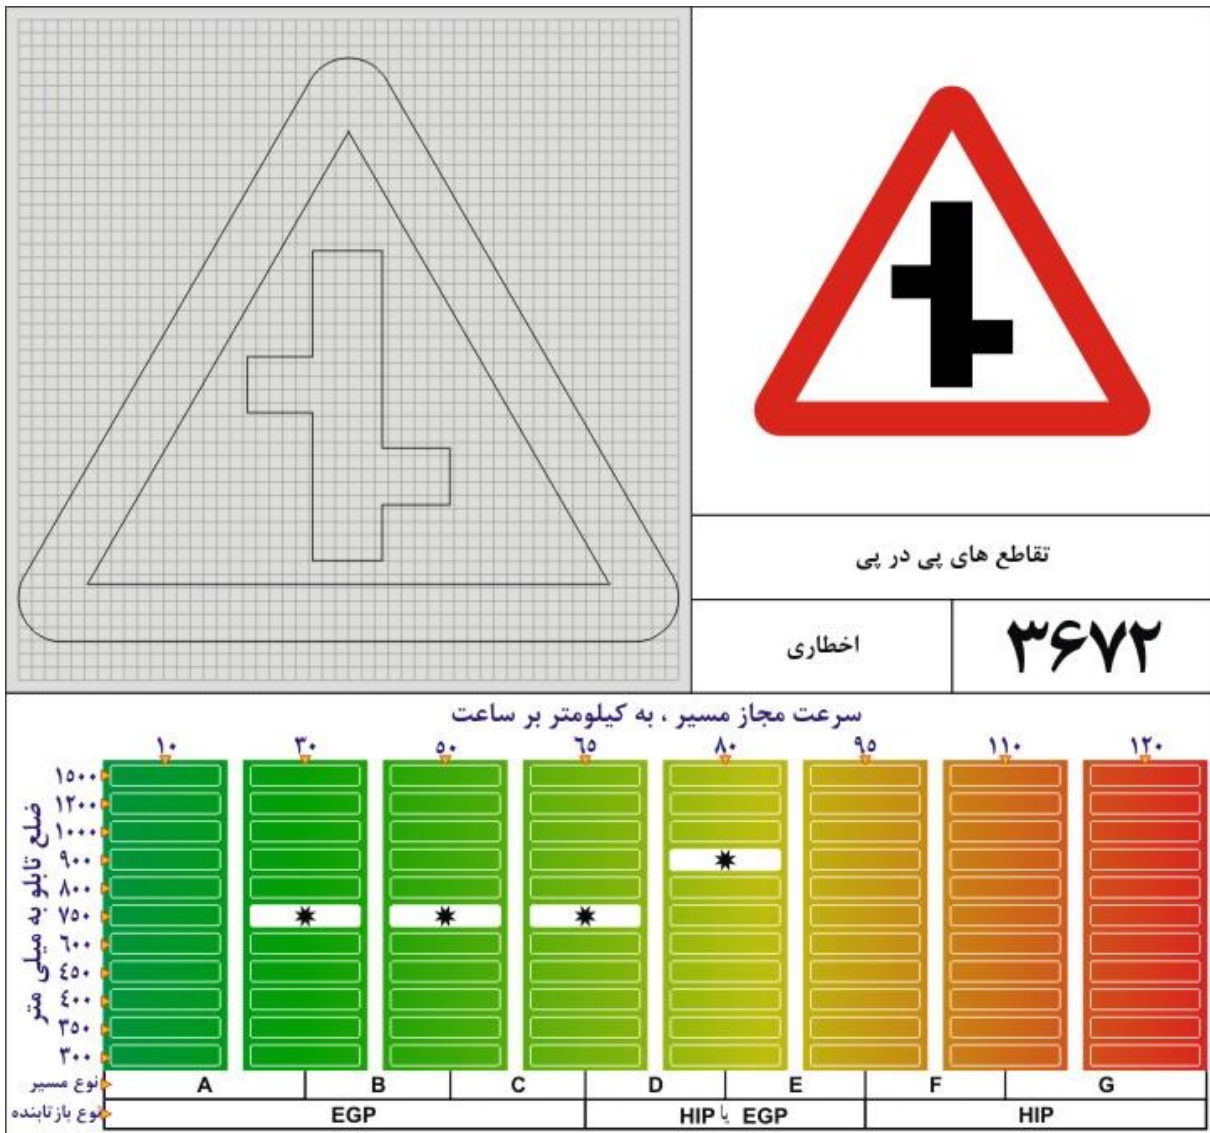 تقاطع های پی در پی
اخطاری
۳۶۷۲
سرعت مجاز مسیر ، به کیلومتر بر ساعت
۱۰ ۳۰ ۵۰ ۶۵ ۸۰ ۹۵ ۱۱۰ ۱۲۰
ضلع تابلو به میلی متر
۱۵۰۰
۱۲۰۰
۱۰۰۰
۹۰۰
۸۰۰
۷۵۰
۶۰۰
٤۵۰
٤۰۰
۳۵۰
۳۰۰
نوع مسیر A B C D E F G
نوع بازتابنده EGP HIP یا EGP HIP